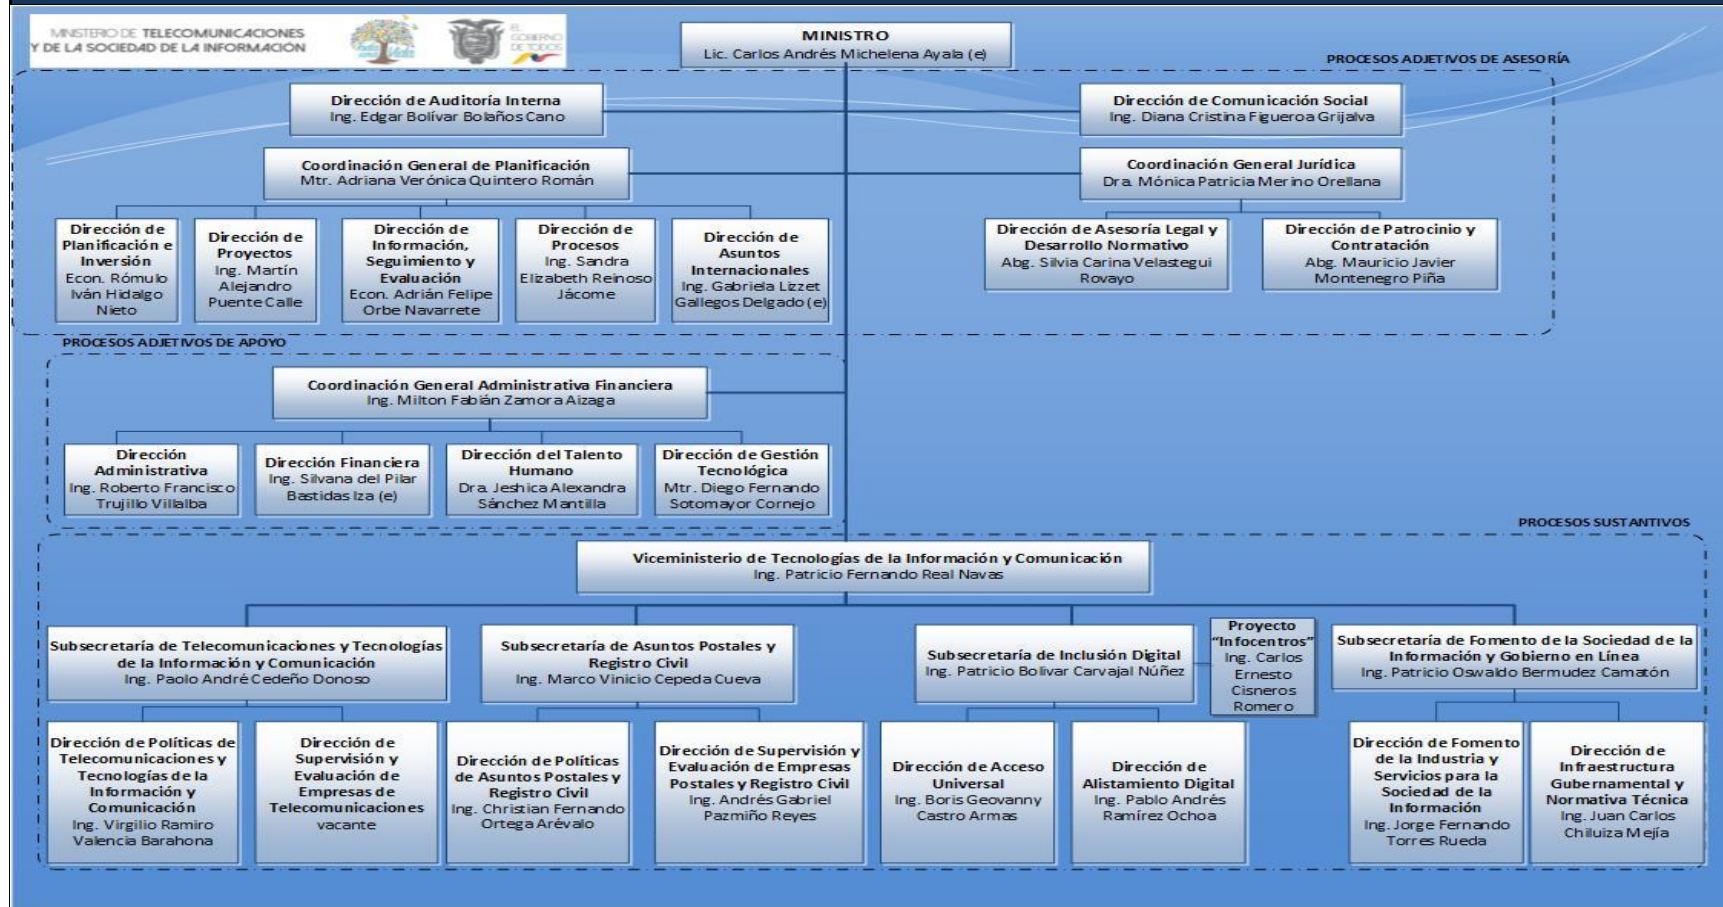 MINISTERIO DE TELECOMUNICACIONES
Y DE LA SOCIEDAD DE LA INFORMACIÓN
EL
GOBIERNO
DE TODOS
MINISTRO
Lic. Carlos Andrés Michelena Ayala (e)
PROCESOS ADJETIVOS DE ASESORÍA
Dirección de Auditoría Interna
Ing. Edgar Bolívar Bolaños Cano
Dirección de Comunicación Social
Ing. Diana Cristina Figueroa Grijalva
Coordinación General de Planificación
Mtr. Adriana Verónica Quintero Román
Coordinación General Jurídica
Dra. Mónica Patricia Merino Orellana
Dirección de
Planificación e
Inversión
Econ. Rómulo
Iván Hidalgo
Nieto
Dirección de
Proyectos
Ing. Martín
Alejandro
Puente Calle
Dirección de
Información,
Seguimiento y
Evaluación
Econ. Adrián Felipe
Orbe Navarrete
Dirección de
Procesos
Ing. Sandra
Elizabeth Reinoso
Jácome
Dirección de
Asuntos
Internacionales
Ing. Gabriela Lizzet
Gallegos Delgado (e)
Dirección de Asesoría Legal y
Desarrollo Normativo
Abg. Silvia Carina Velastegui
Rovayo
Dirección de Patrocinio y
Contratación
Abg. Mauricio Javier
Montenegro Piña
PROCESOS ADJETIVOS DE APOYO
Coordinación General Administrativa Financiera
Ing. Milton Fabián Zamora Aizaga
Dirección
Administrativa
Ing. Roberto Francisco
Trujillo Villalba
Dirección Financiera
Ing. Silvana del Pilar
Bastidas Iza (e)
Dirección del Talento
Humano
Dra. Jeshica Alexandra
Sánchez Mantilla
Dirección de Gestión
Tecnológica
Mtr. Diego Fernando
Sotomayor Cornejo
PROCESOS SUSTANTIVOS
Viceministerio de Tecnologías de la Información y Comunicación
Ing. Patricio Fernando Real Navas
Subsecretaría de Telecomunicaciones y Tecnologías
de la Información y Comunicación
Ing. Paolo André Cedeño Donoso
Subsecretaría de Asuntos Postales y
Registro Civil
Ing. Marco Vinicio Cepeda Cueva
Subsecretaría de Inclusión Digital
Ing. Patricio Bolivar Carvajal Núñez
Proyecto
“Infocentros”
Ing. Carlos
Ernesto
Cisneros
Romero
Subsecretaría de Fomento de la Sociedad de la
Información y Gobierno en Línea
Ing. Patricio Oswaldo Bermudez Camatón
Dirección de Políticas de
Telecomunicaciones y
Tecnologías de la
Información y
Comunicación
Ing. Virgilio Ramiro
Valencia Barahona
Dirección de
Supervisión y
Evaluación de
Empresas de
Telecomunicaciones
vacante
Dirección de Políticas
de Asuntos Postales y
Registro Civil
Ing. Christian Fernando
Ortega Arévalo
Dirección de Supervisión y
Evaluación de Empresas
Postales y Registro Civil
Ing. Andrés Gabriel
Pazmiño Reyes
Dirección de Acceso
Universal
Ing. Boris Geovanny
Castro Armas
Dirección de
Alistamiento Digital
Ing. Pablo Andrés
Ramírez Ochoa
Dirección de Fomento
de la Industria y
Servicios para la
Sociedad de la
Información
Ing. Jorge Fernando
Torres Rueda
Dirección de
Infraestructura
Gubernamental y
Normativa Técnica
Ing. Juan Carlos
Chiluiza Mejía